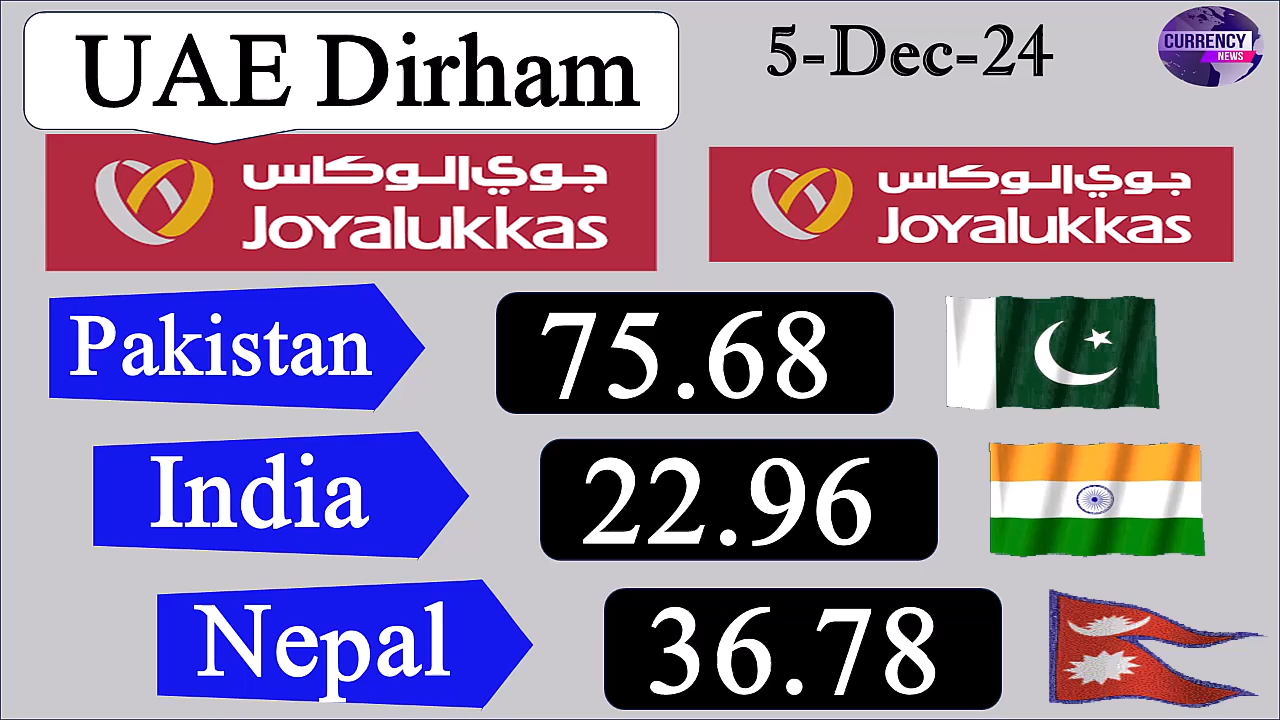 UAE Dirham
5-Dec-24
CURRENCY
NEWS
جوي الوكاس
Joyalukkas
جوي الوكاس
Joyalukkas
Pakistan
75.68
India
22.96
Nepal
36.78